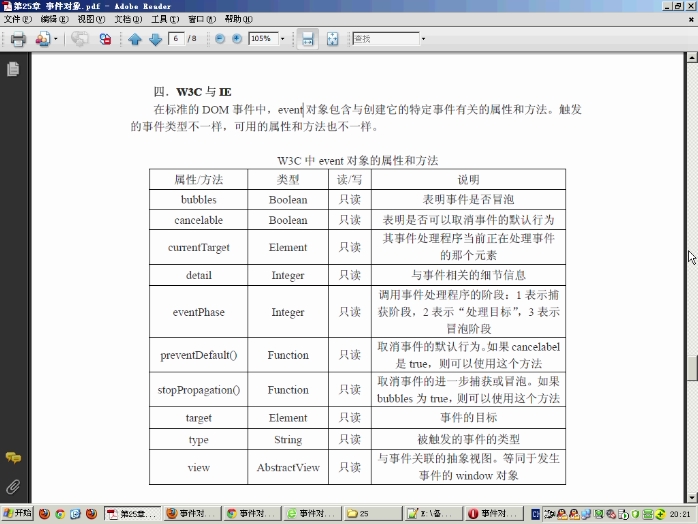 第25章 事件对象.pdf - Adobe Reader
文件(F) 编辑(E) 视图(V) 文档(D) 工具(T) 窗口(W) 帮助(H)
6 / 8 105% 查找
四．W3C 与 IE
在标准的 DOM 事件中，event 对象包含与创建它的特定事件有关的属性和方法。触发
的事件类型不一样，可用的属性和方法也不一样。
W3C 中 event 对象的属性和方法
属性/方法 类型 读/写 说明
bubbles Boolean 只读 表明事件是否冒泡
cancelable Boolean 只读 表明是否可以取消事件的默认行为
currentTarget Element 只读 其事件处理程序当前正在处理事件
的那个元素
detail Integer 只读 与事件相关的细节信息
eventPhase Integer 只读 调用事件处理程序的阶段：1 表示捕
获阶段，2 表示“处理目标”，3 表示
冒泡阶段
preventDefault() Function 只读 取消事件的默认行为。如果 cancelabel
是 true，则可以使用这个方法
stopPropagation() Function 只读 取消事件的进一步捕获或冒泡。如果
bubbles 为 true，则可以使用这个方法
target Element 只读 事件的目标
type String 只读 被触发的事件的类型
view AbstractView 只读 与事件关联的抽象视图。等同于发生
事件的 window 对象
开始 第25章... 事件对... 事件对... 事件对... 25 E:\备... 事件对... 20:21